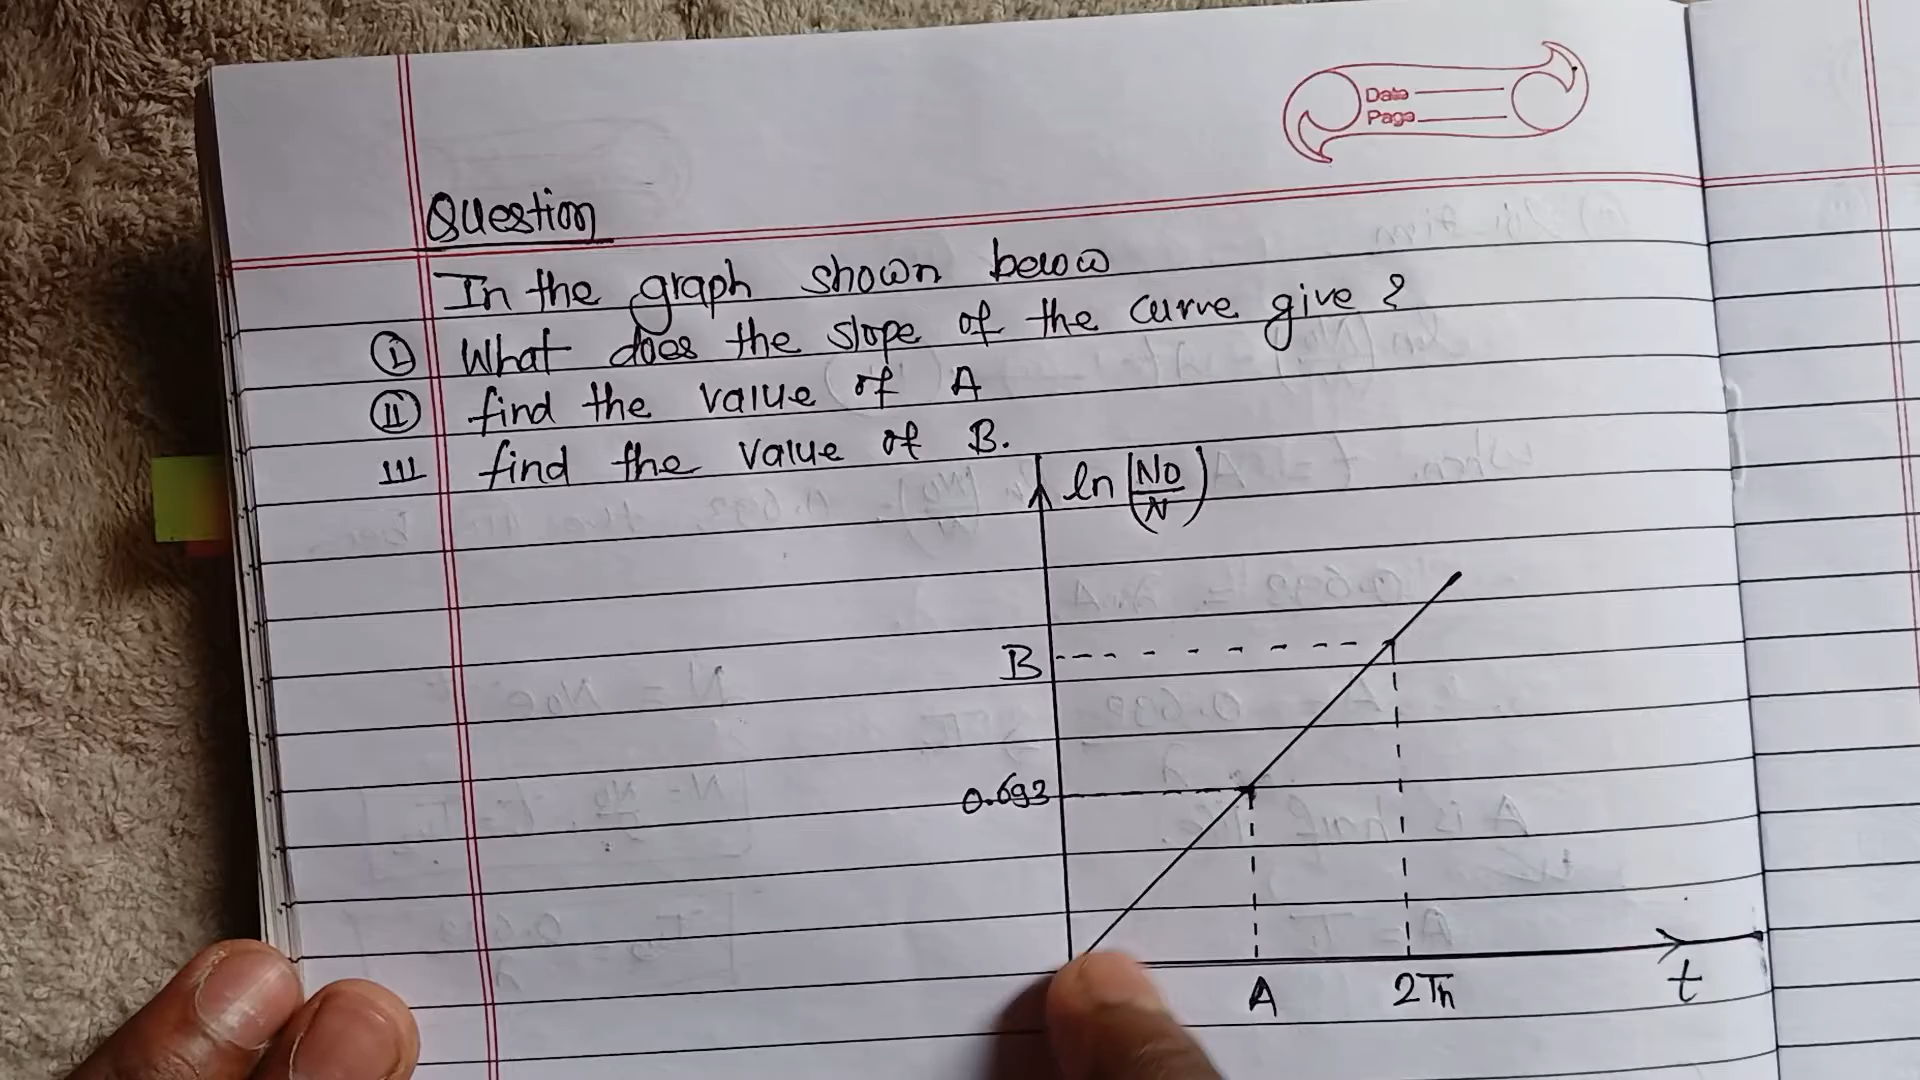 Date
Page
Question
In the graph shown below
I What does the slope of the curve give ?
II find the value of A
III find the value of B.
ln (No/N)
B
0.693
A 2Th t